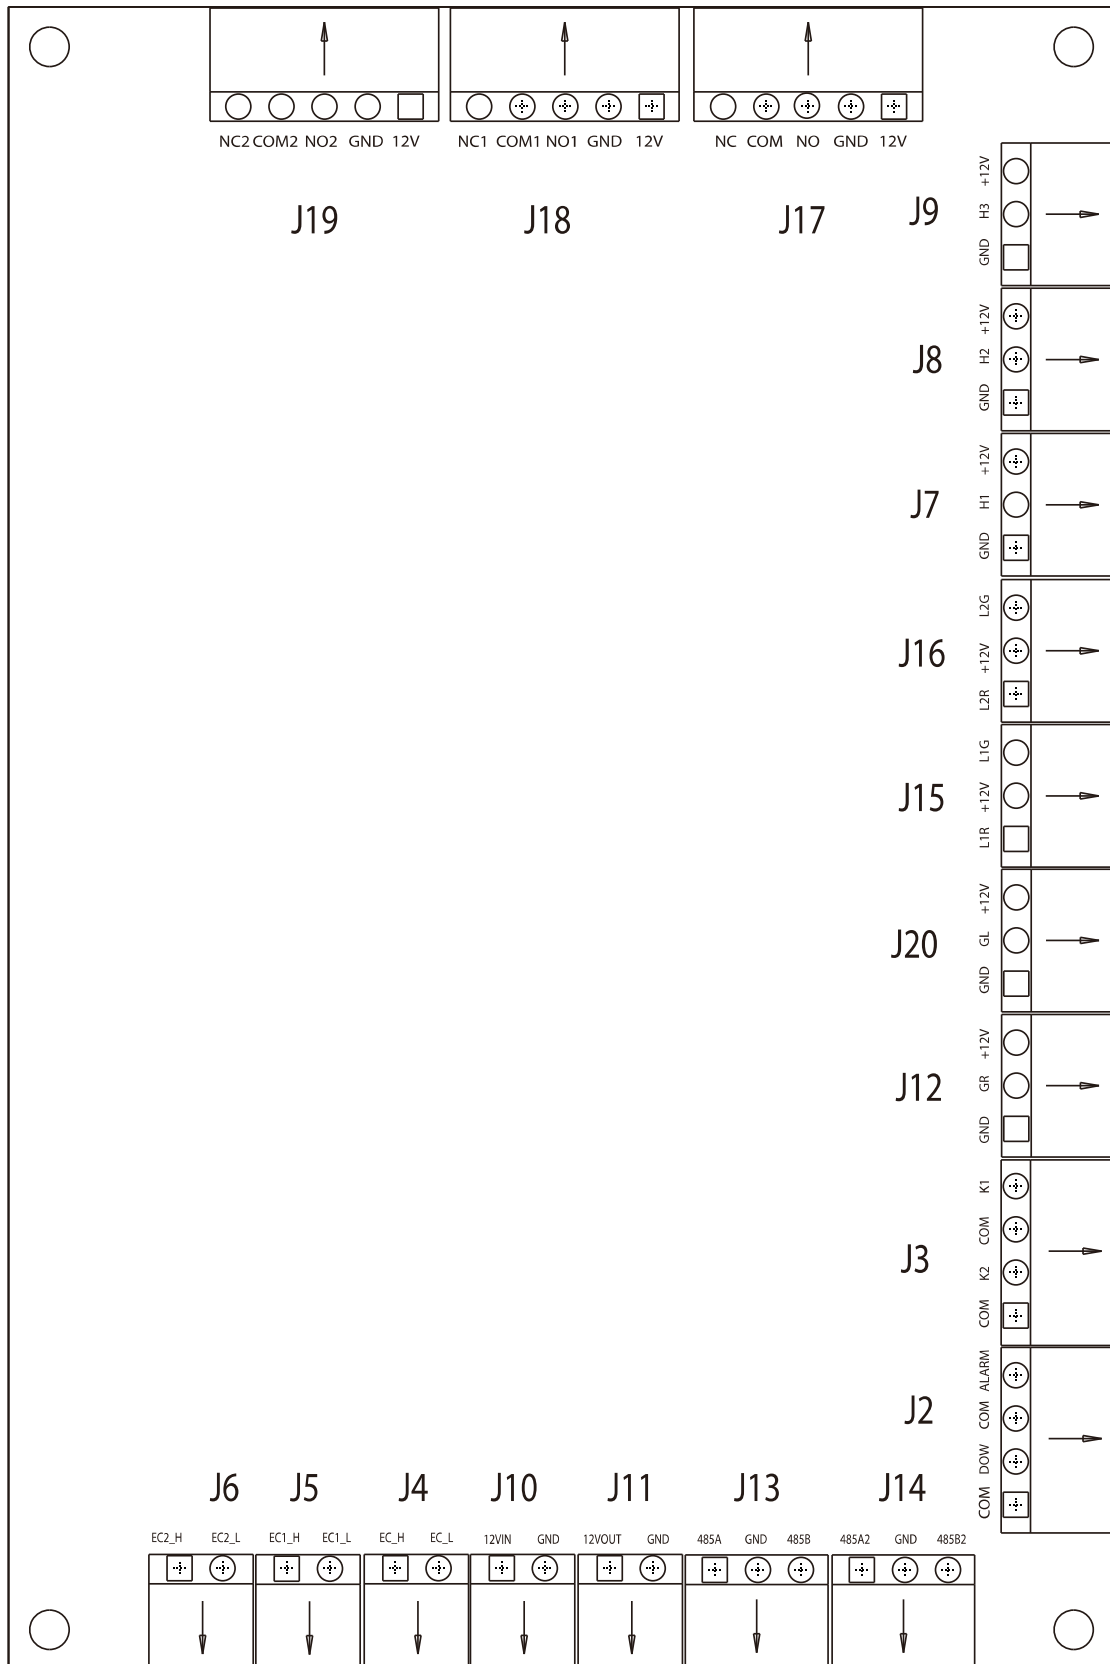 NC2 COM2 NO2 GND 12V
NC1 COM1 NO1 GND 12V
NC COM NO GND 12V
J19
J18
J17
J9
+12V
H3
GND
J8
+12V
H2
GND
J7
+12V
H1
GND
J16
L2G
+12V
L2R
J15
L1G
+12V
L1R
J20
+12V
GL
GND
J12
+12V
GR
GND
J3
K1
COM
K2
COM
J2
ALARM
COM
DOW
COM
J6
J5
J4
J10
J11
J13
J14
EC2_H EC2_L
EC1_H EC1_L
EC_H EC_L
12VIN GND
12VOUT GND
485A GND 485B
485A2 GND 485B2